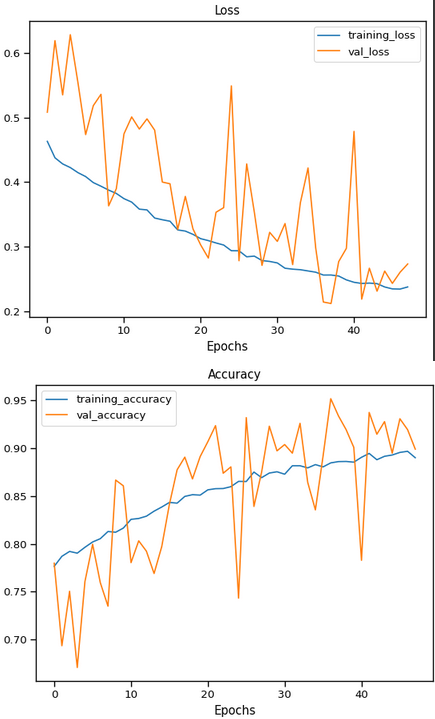 Loss
training_loss
val_loss
0.6
0.5
0.4
0.3
0.2
0 10 20 30 40
Epochs
Accuracy
training_accuracy
val_accuracy
0.95
0.90
0.85
0.80
0.75
0.70
0 10 20 30 40
Epochs